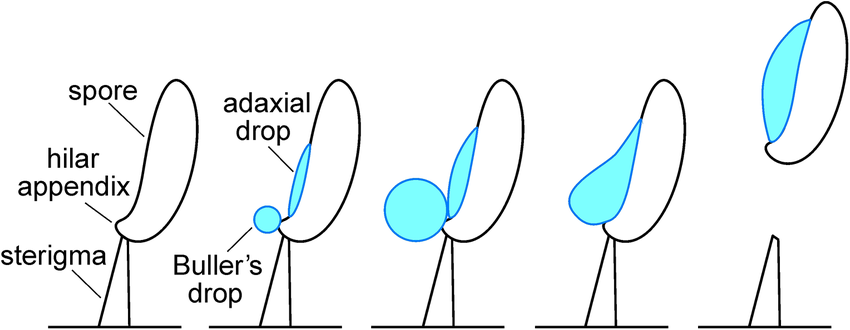 spore
hilar
appendix
sterigma
adaxial
drop
Buller's
drop